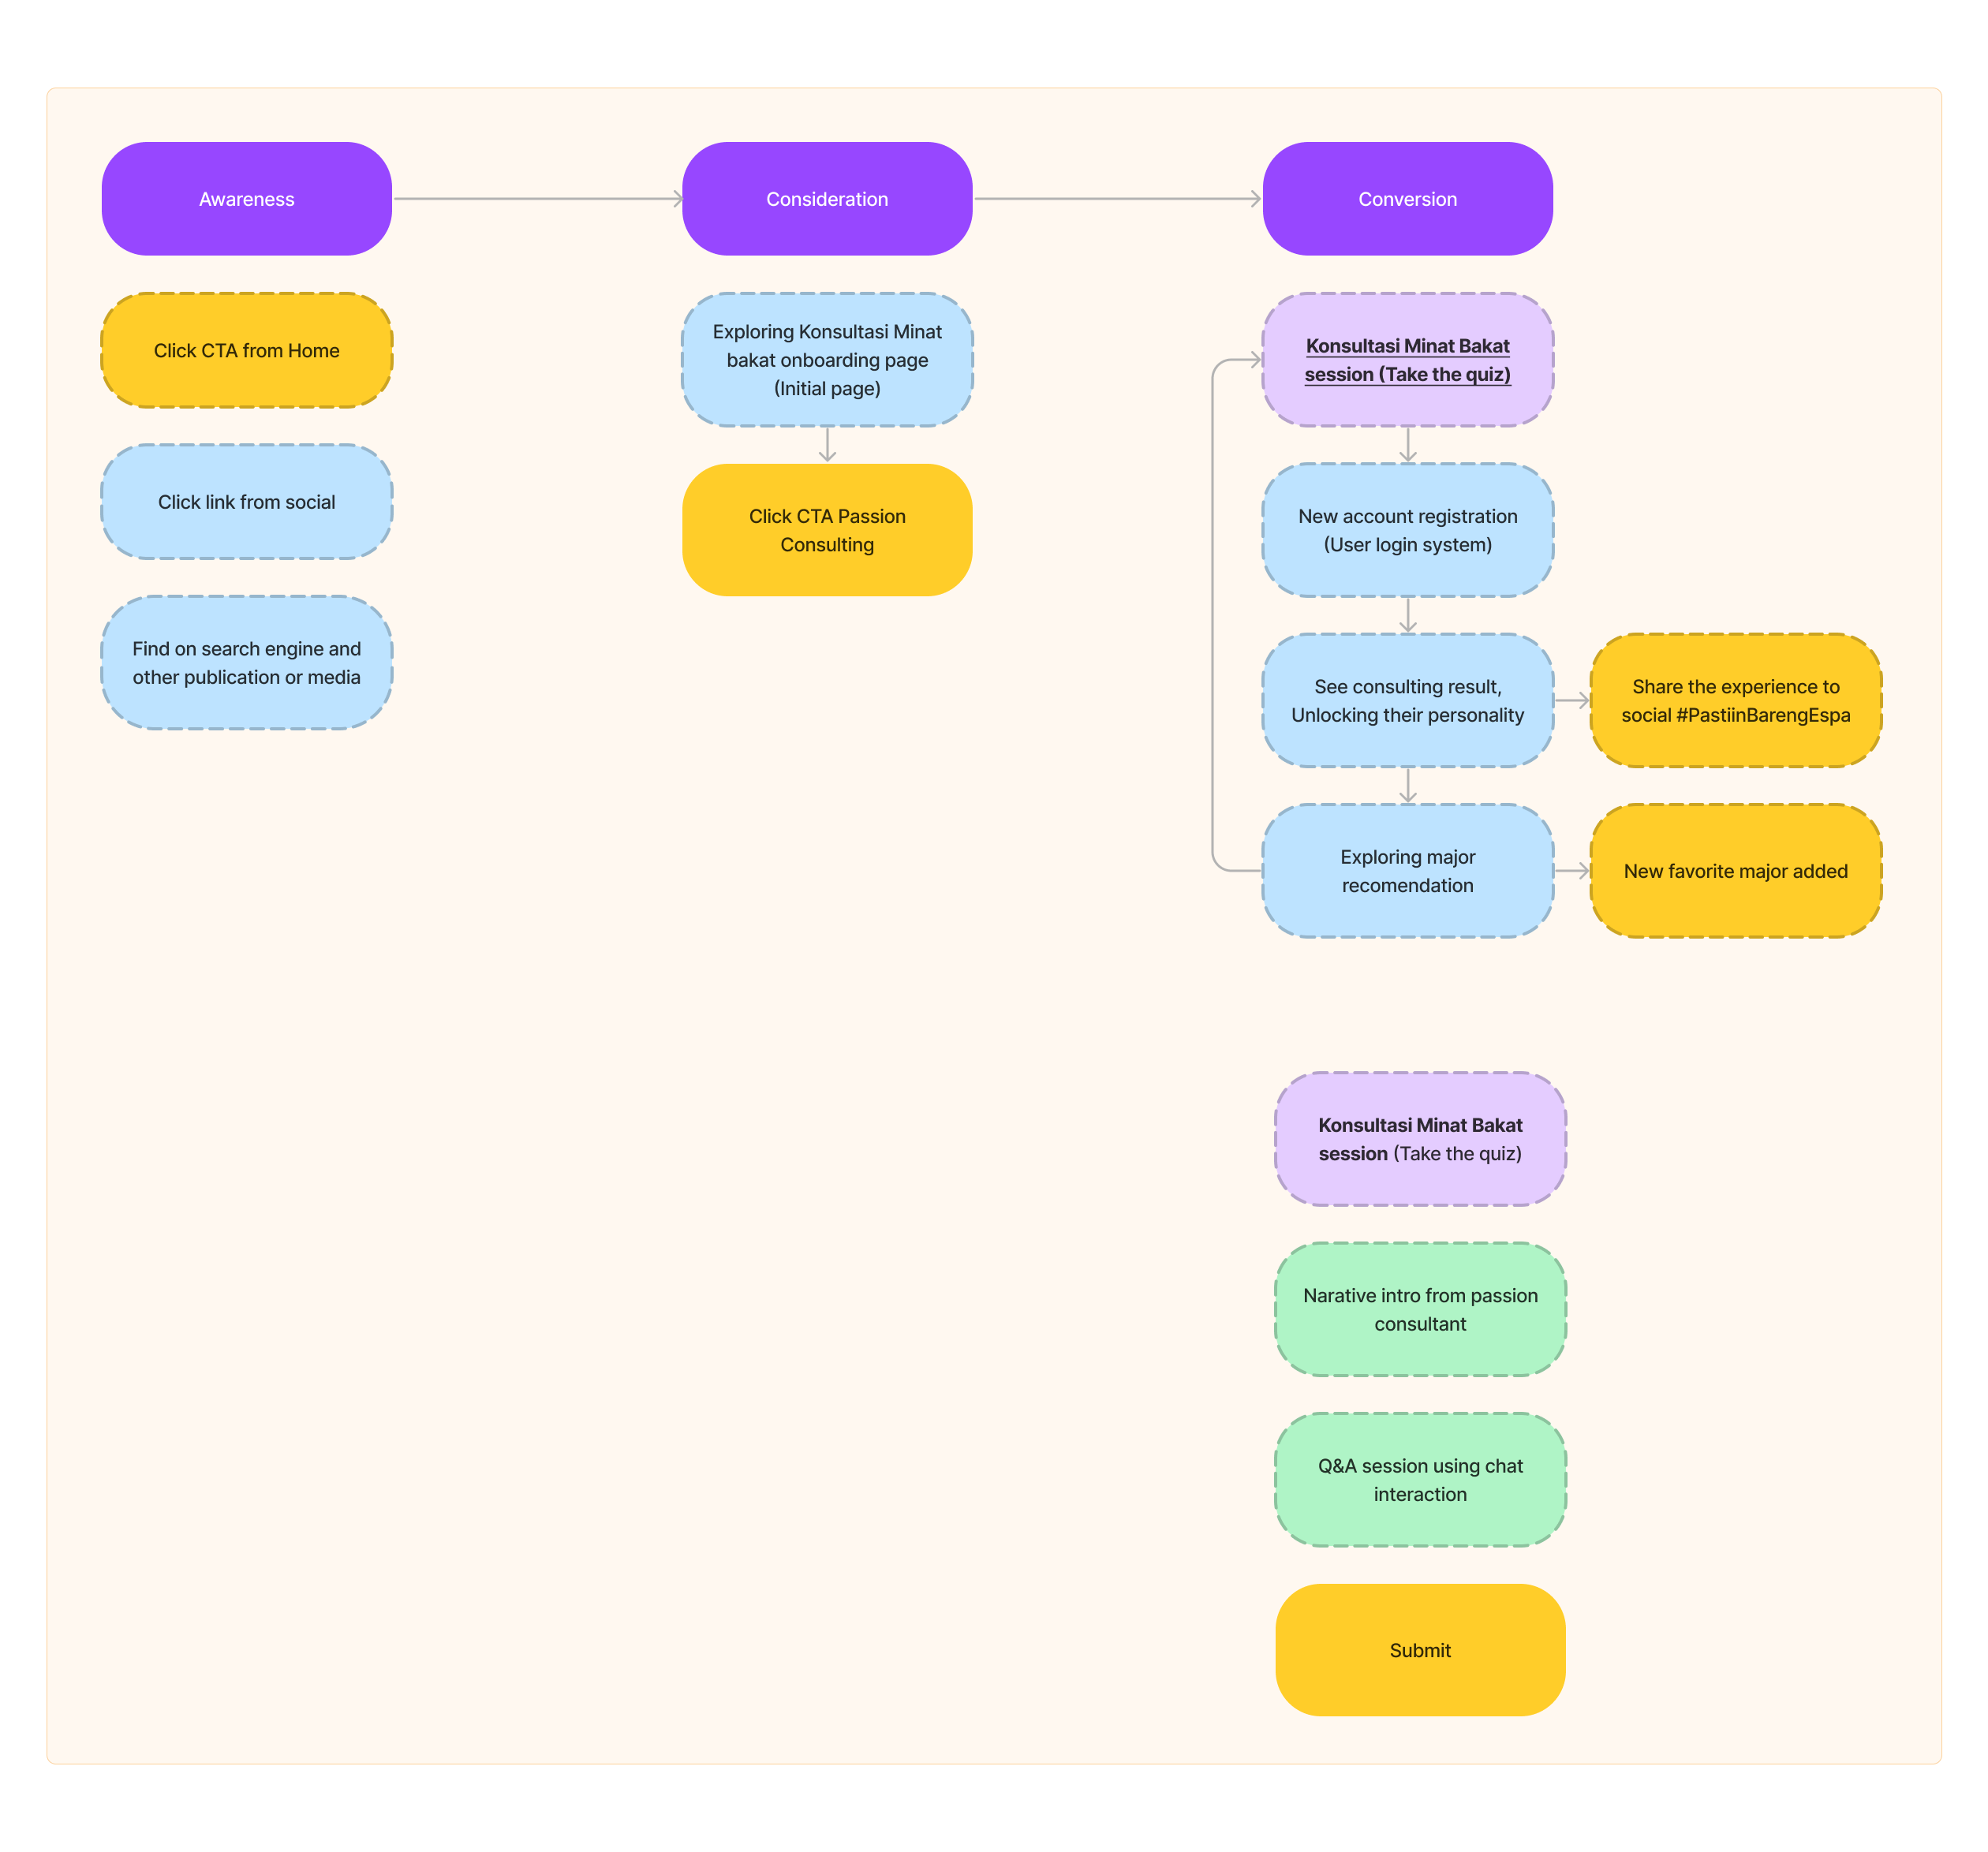 Awareness
Consideration
Conversion
Click CTA from Home
Click link from social
Find on search engine and
other publication or media
Exploring Konsultasi Minat
bakat onboarding page
(Initial page)
Click CTA Passion
Consulting
Konsultasi Minat Bakat
session (Take the quiz)
New account registration
(User login system)
See consulting result,
Unlocking their personality
Share the experience to
social #PastiinBarengEspa
Exploring major
recomendation
New favorite major added
Konsultasi Minat Bakat
session (Take the quiz)
Narative intro from passion
consultant
Q&A session using chat
interaction
Submit